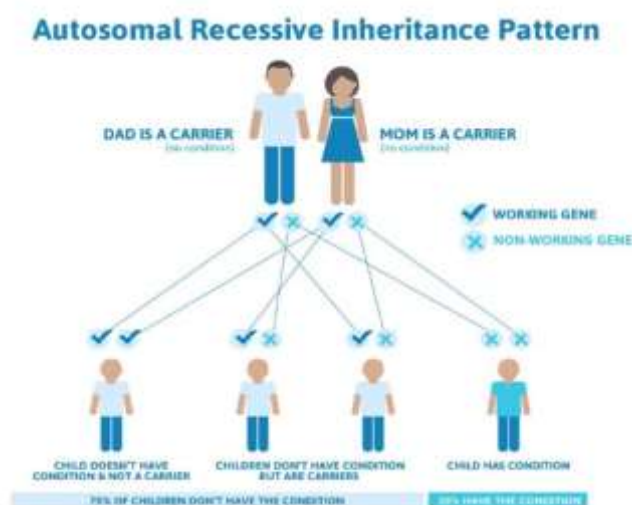 Autosomal Recessive Inheritance Pattern
DAD IS A CARRIER
(no condition)
MOM IS A CARRIER
(no condition)
WORKING GENE
NON-WORKING GENE
CHILD DOESN'T HAVE
CONDITION & NOT A CARRIER
CHILDREN DON'T HAVE CONDITION
BUT ARE CARRIERS
CHILD HAS CONDITION
75% OF CHILDREN DON'T HAVE THE CONDITION
25% HAVE THE CONDITION